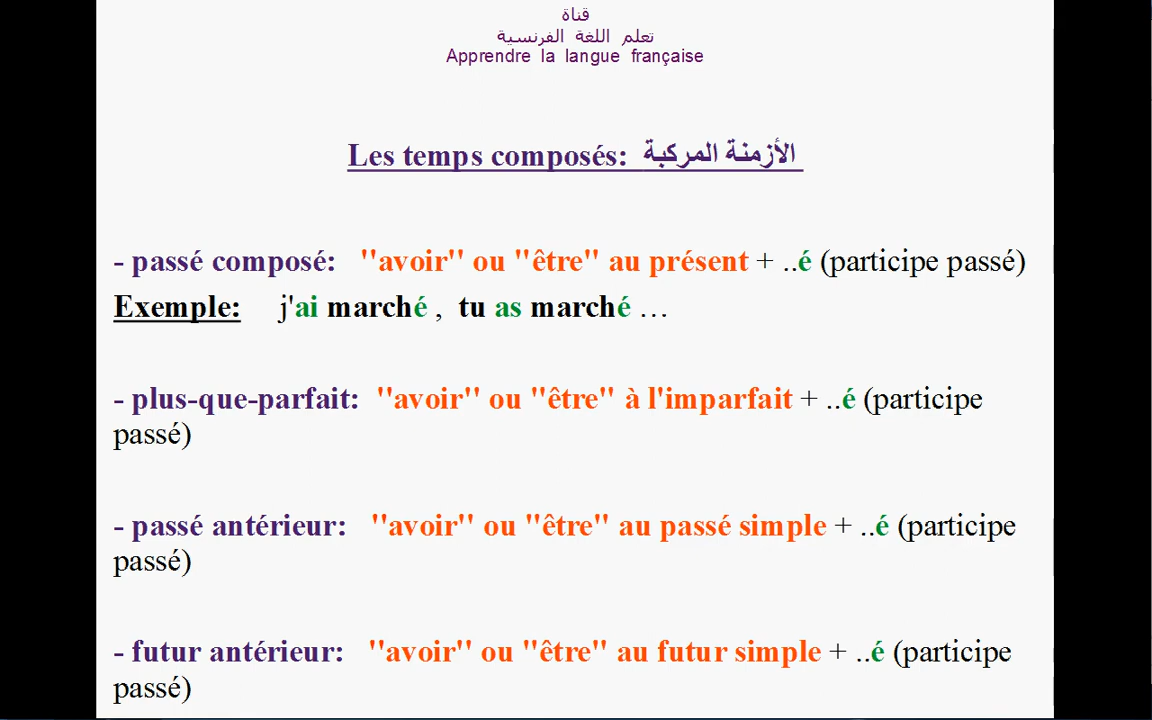 قناة
تعلم اللغة الفرنسية
Apprendre la langue française
Les temps composés: الأزمنة المركبة
- passé composé: "avoir" ou "être" au présent + ..é (participe passé)
Exemple: j'ai marché , tu as marché ...
- plus-que-parfait: "avoir" ou "être" à l'imparfait + ..é (participe
passé)
- passé antérieur: "avoir" ou "être" au passé simple + ..é (participe
passé)
- futur antérieur: "avoir" ou "être" au futur simple + ..é (participe
passé)